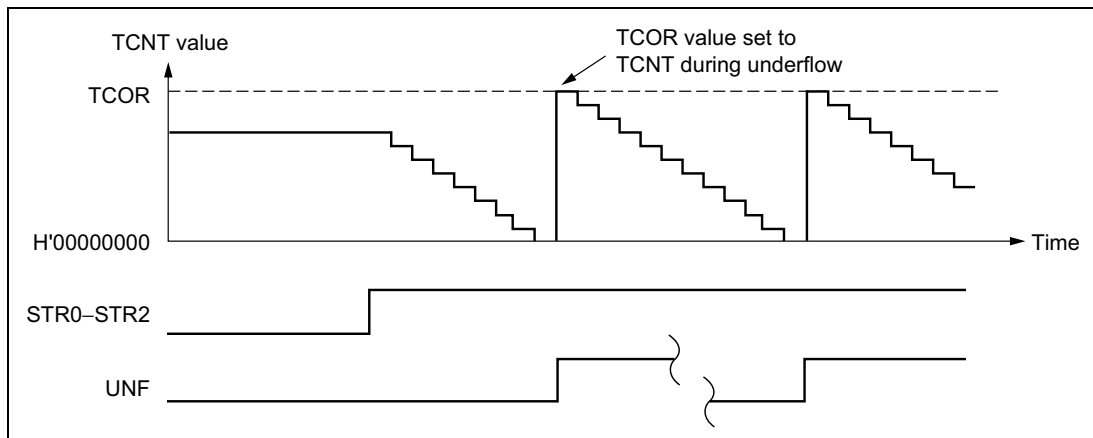 TCNT value
TCOR value set to
TCNT during underflow
TCOR
H'00000000
Time
STR0–STR2
UNF